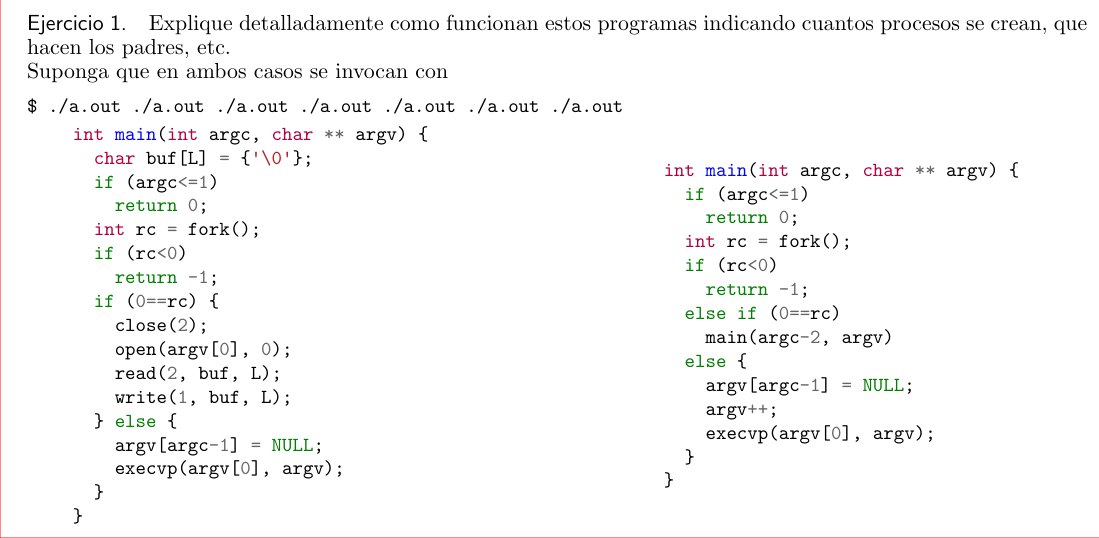 Ejercicio 1. Explique detalladamente como funcionan estos programas indicando cuantos procesos se crean, que
hacen los padres, etc.
Suponga que en ambos casos se invocan con
$ ./a.out ./a.out ./a.out ./a.out ./a.out ./a.out ./a.out
int main(int argc, char ** argv) {
char buf[L] = {'\0'};
if (argc<=1)
return 0;
int rc = fork();
if (rc<0)
return -1;
if (0==rc) {
close(2);
open(argv[0], 0);
read(2, buf, L);
write(1, buf, L);
} else {
argv[argc-1] = NULL;
execvp(argv[0], argv);
}
}
int main(int argc, char ** argv) {
if (argc<=1)
return 0;
int rc = fork();
if (rc<0)
return -1;
else if (0==rc)
main(argc-2, argv)
else {
argv[argc-1] = NULL;
argv++;
execvp(argv[0], argv);
}
}